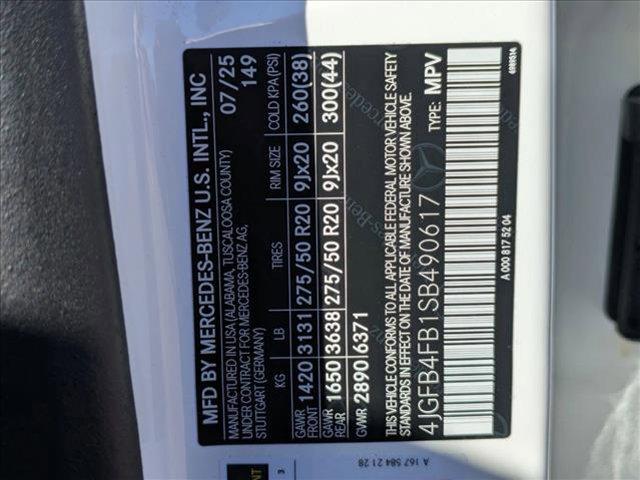 MFD BY MERCEDES-BENZ U.S. INTL., INC
MANUFACTURED IN USA (ALABAMA, TUSCALOOSA COUNTY) 07/25
UNDER CONTRACT FOR MERCEDES-BENZ AG, 149
STUTTGART (GERMANY)
KG LB TIRES RIM SIZE COLD KPA (PSI)
GAWR FRONT 1420 3131 275/50 R20 9Jx20 260(38)
GAWR REAR 1650 3638 275/50 R20 9Jx20 300(44)
GVWR 2890 6371
THIS VEHICLE CONFORMS TO ALL APPLICABLE FEDERAL MOTOR VEHICLE SAFETY
STANDARDS IN EFFECT ON THE DATE OF MANUFACTURE SHOWN ABOVE.
4JGFB4FB1SB490617 TYPE: MPV
A 000 817 52 04
A 167 584 21 28